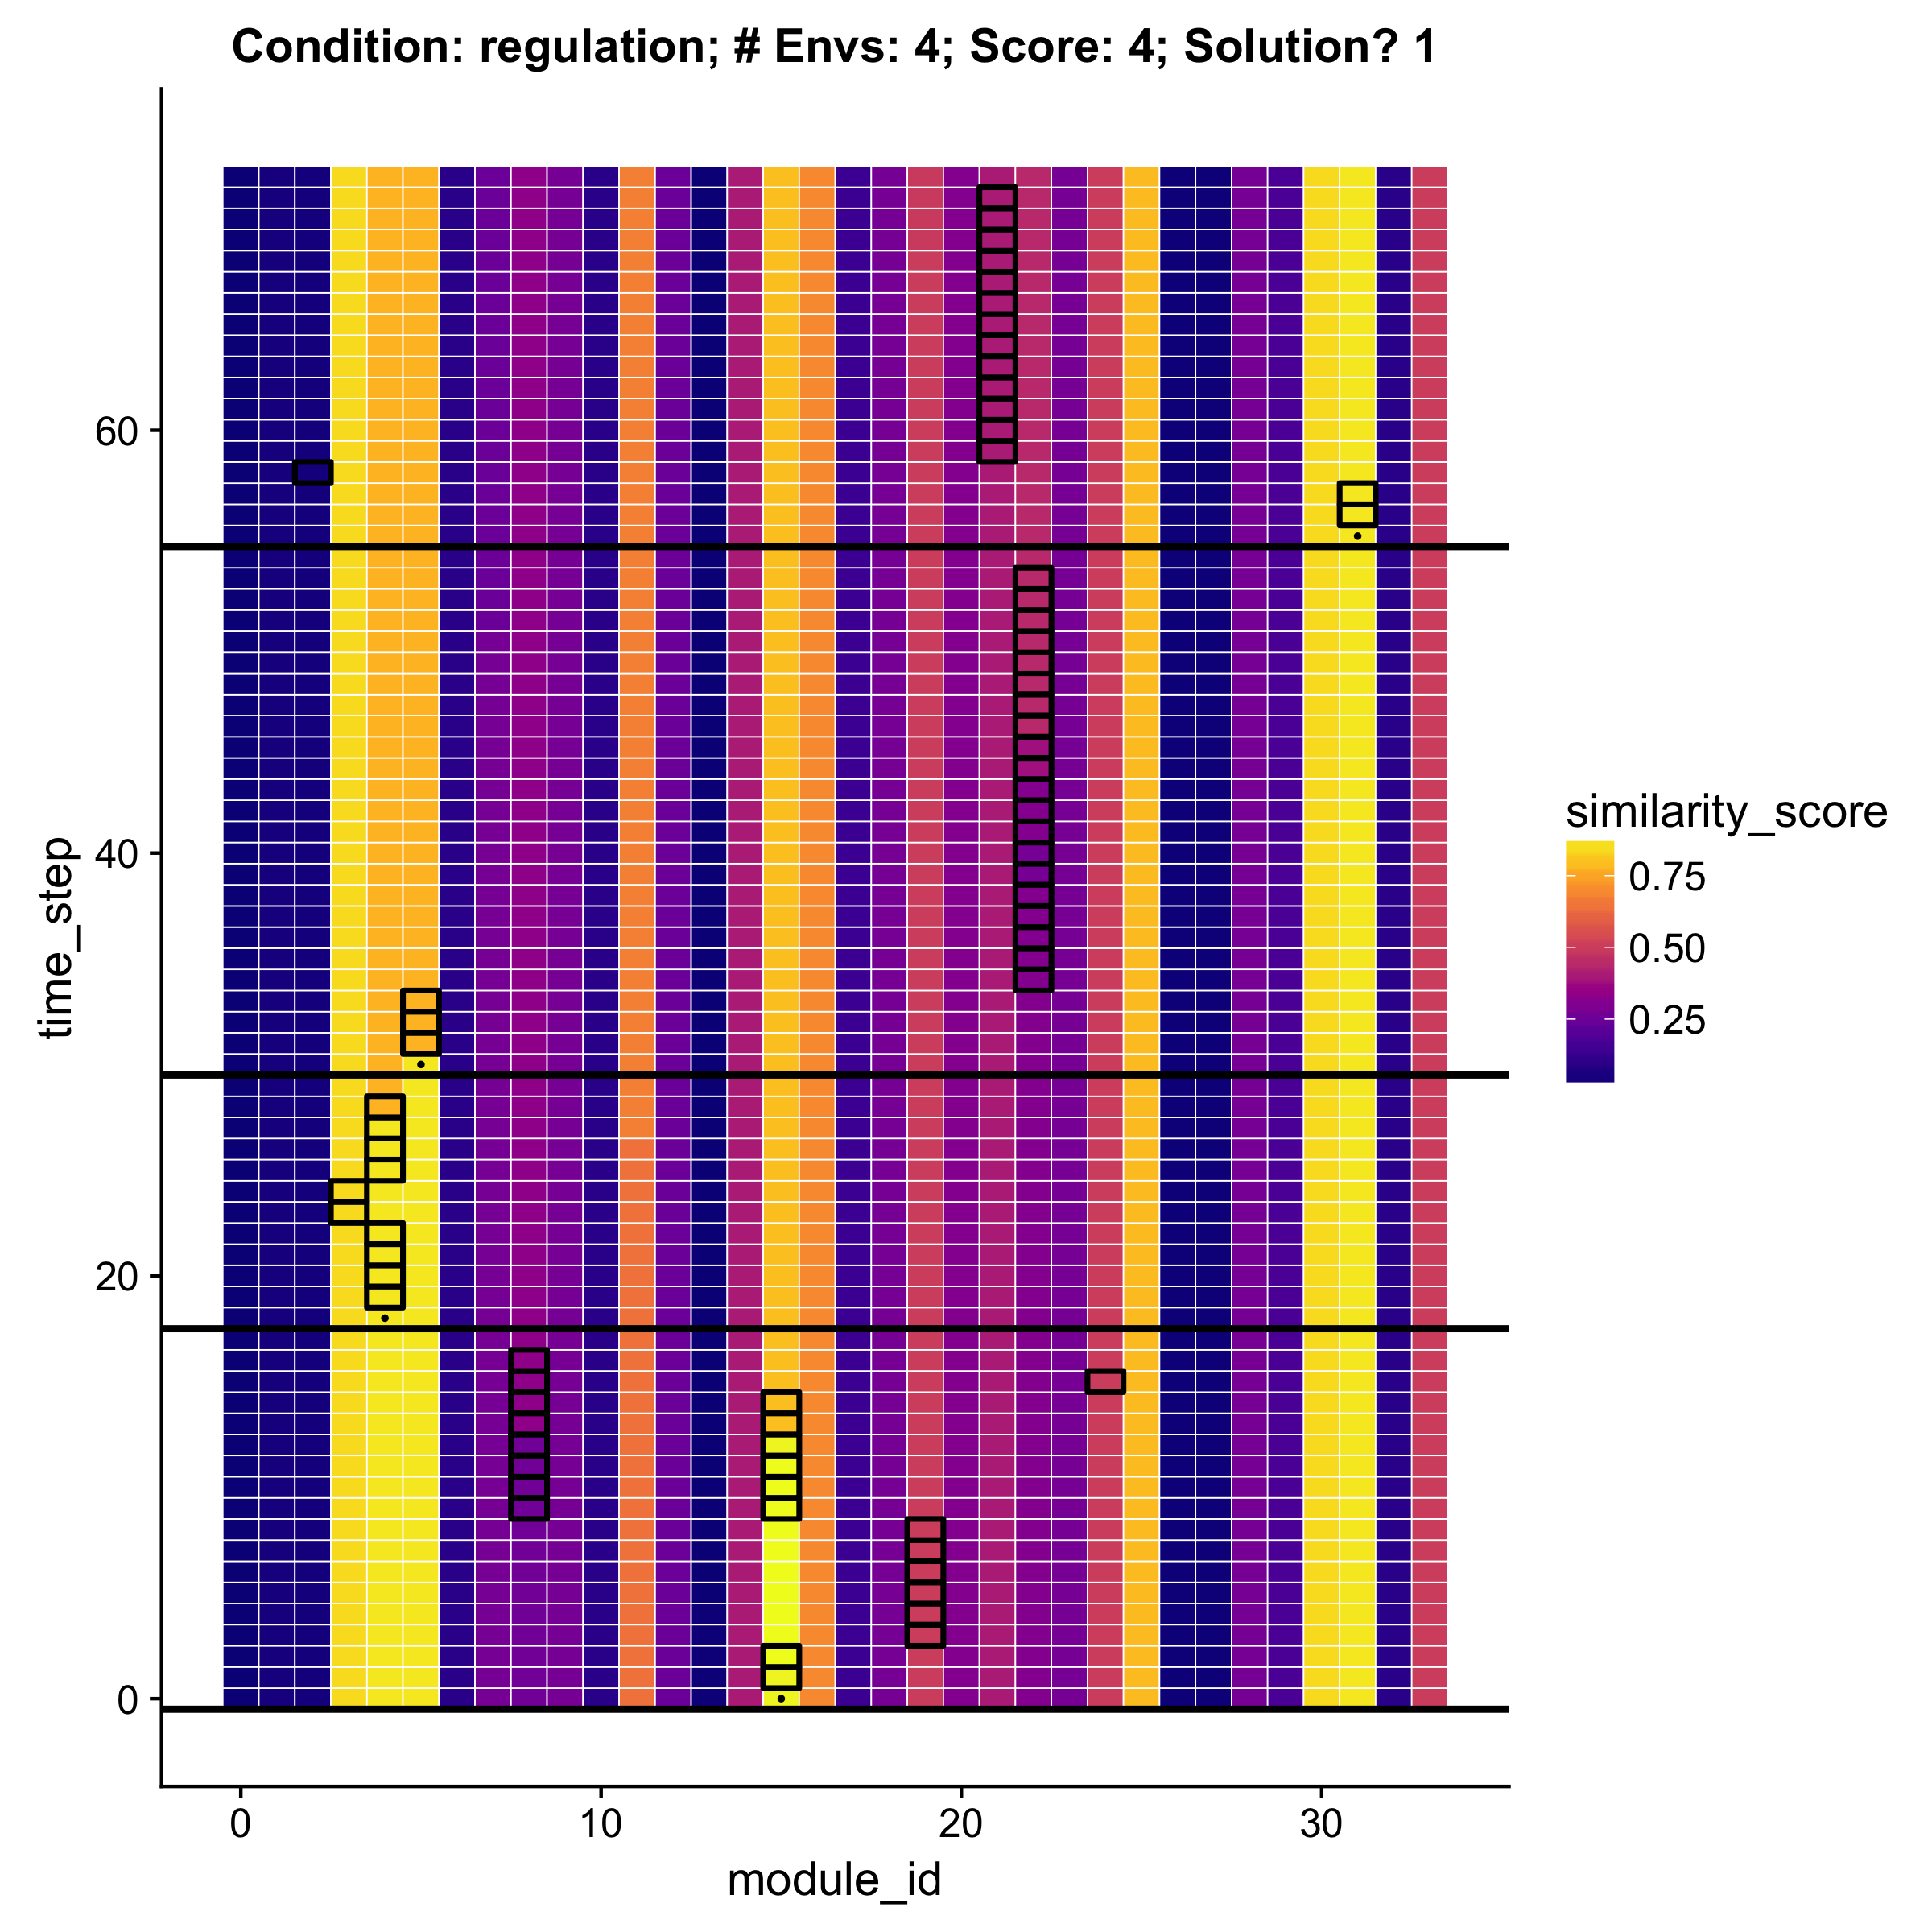 Condition: regulation; # Envs: 4; Score: 4; Solution? 1
time_step
60
40
20
0
0 10 20 30
module_id
similarity_score
0.75
0.50
0.25